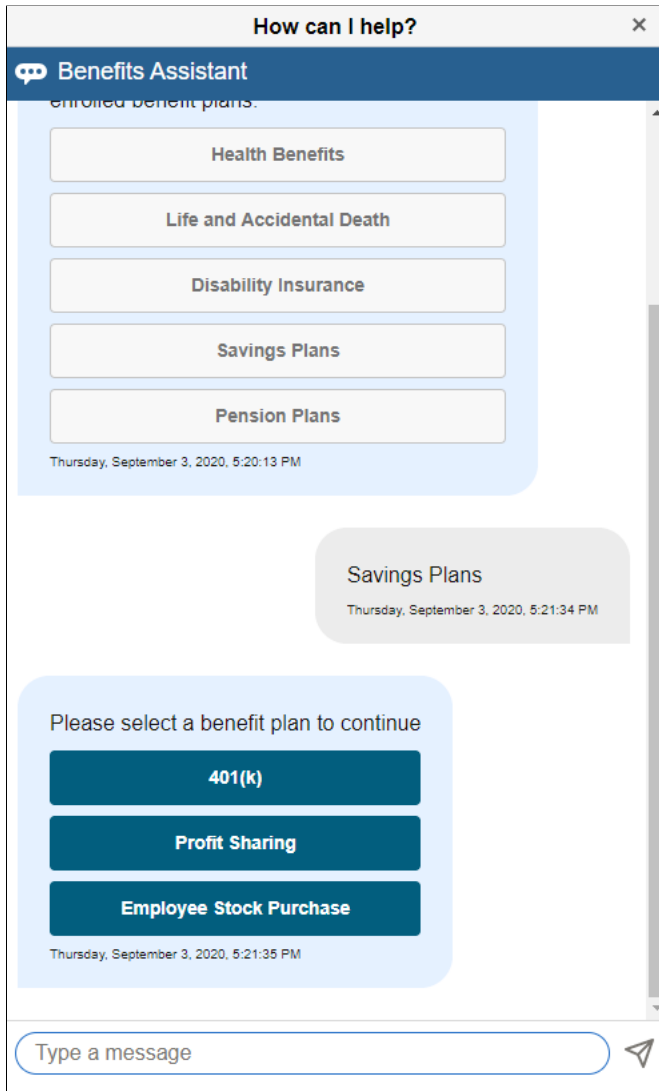 How can I help?
Benefits Assistant
enrolled benefit plans:
Health Benefits
Life and Accidental Death
Disability Insurance
Savings Plans
Pension Plans
Thursday, September 3, 2020, 5:20:13 PM
Savings Plans
Thursday, September 3, 2020, 5:21:34 PM
Please select a benefit plan to continue
401(k)
Profit Sharing
Employee Stock Purchase
Thursday, September 3, 2020, 5:21:35 PM
Type a message